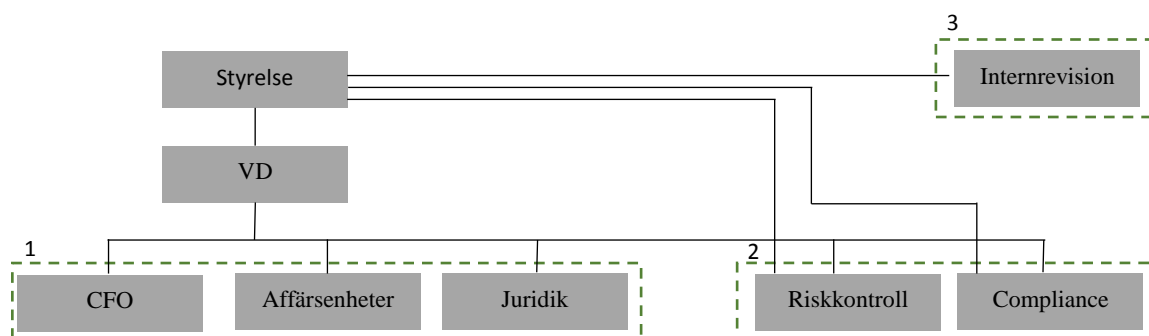 3
Styrelse
Internrevision
VD
1
2
CFO
Affärsenheter
Juridik
Riskkontroll
Compliance